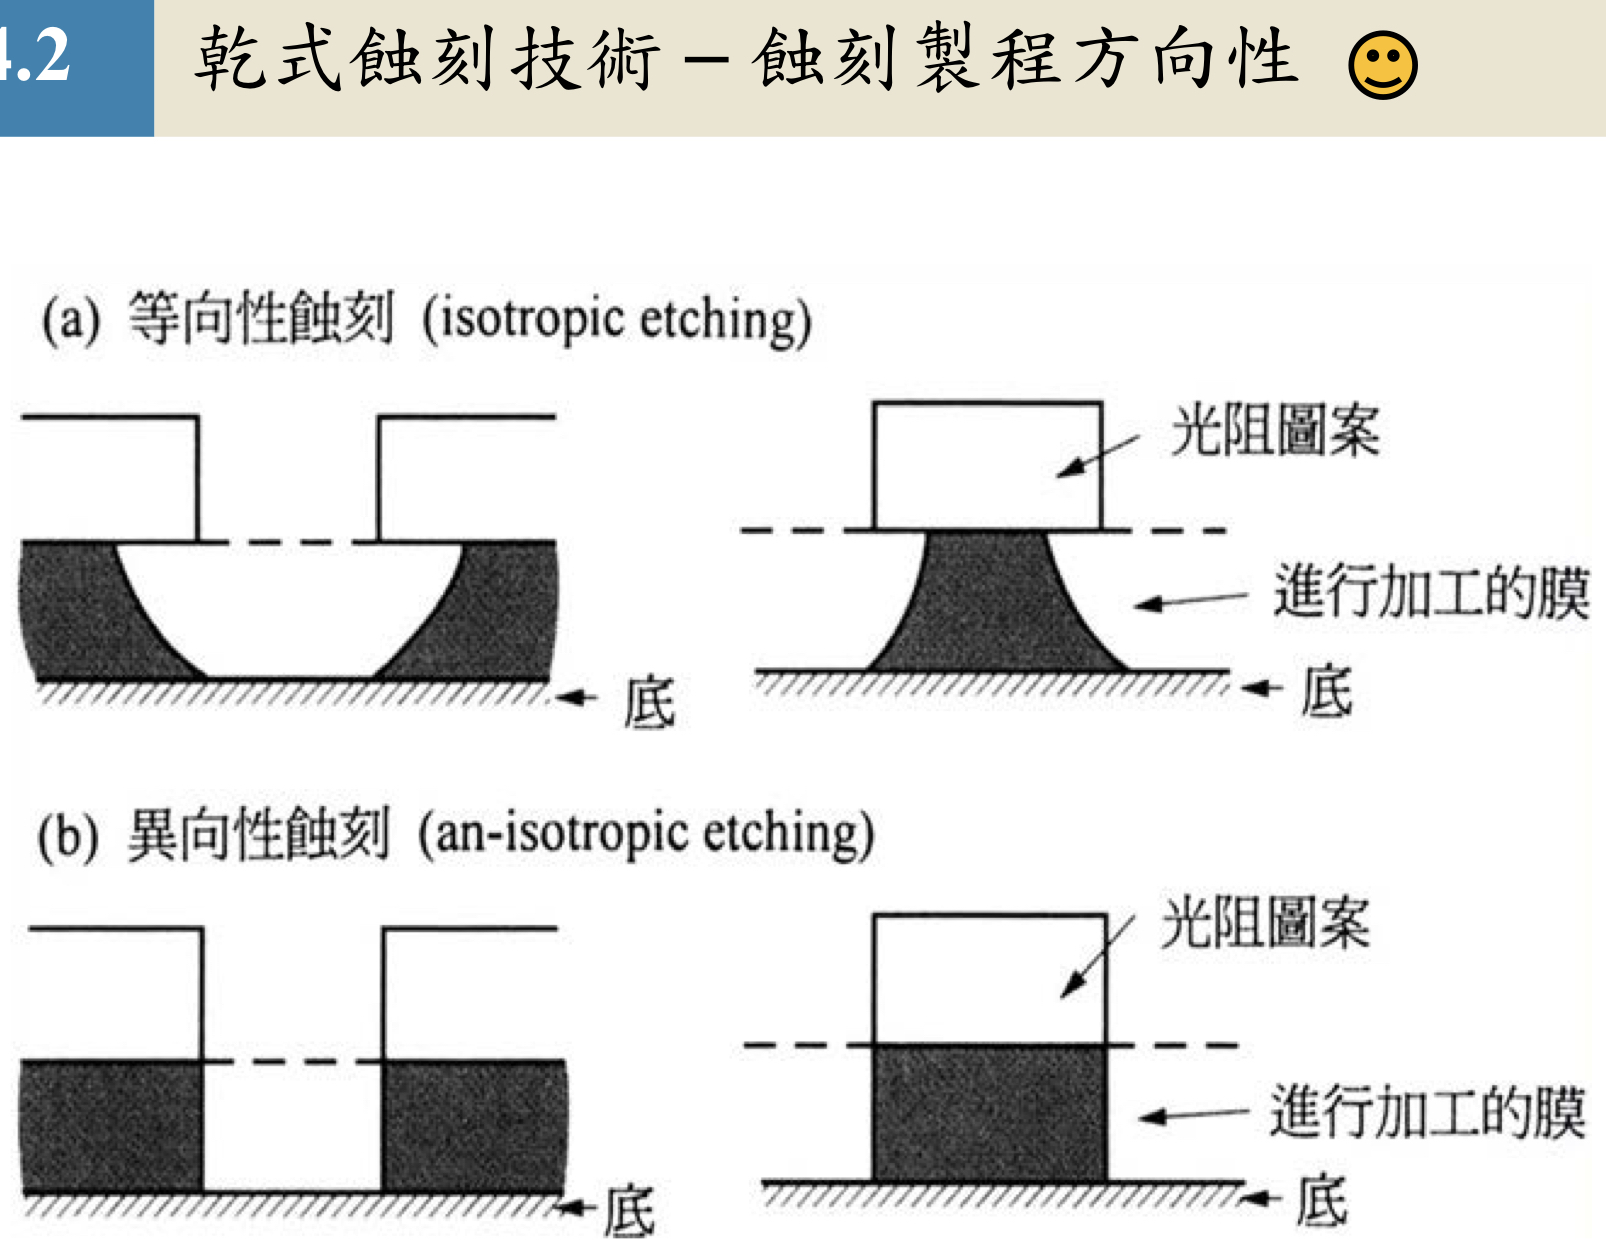 4.2
乾式蝕刻技術 – 蝕刻製程方向性
(a) 等向性蝕刻 (isotropic etching)
光阻圖案
進行加工的膜
底
底
(b) 異向性蝕刻 (an-isotropic etching)
光阻圖案
進行加工的膜
底
底